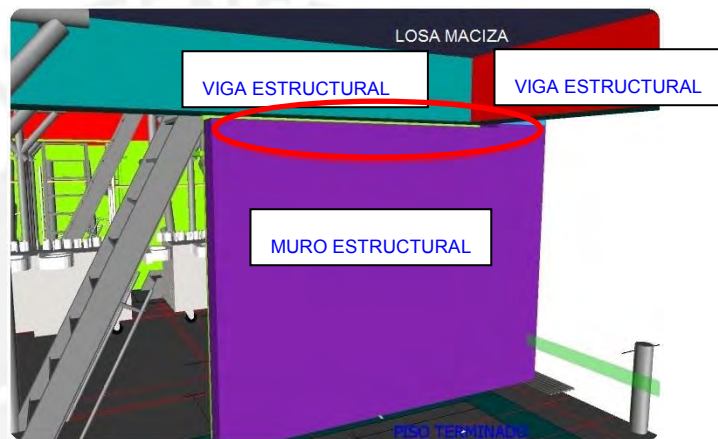 LOSA MACIZA
VIGA ESTRUCTURAL
VIGA ESTRUCTURAL
MURO ESTRUCTURAL
PISO TERMINADO